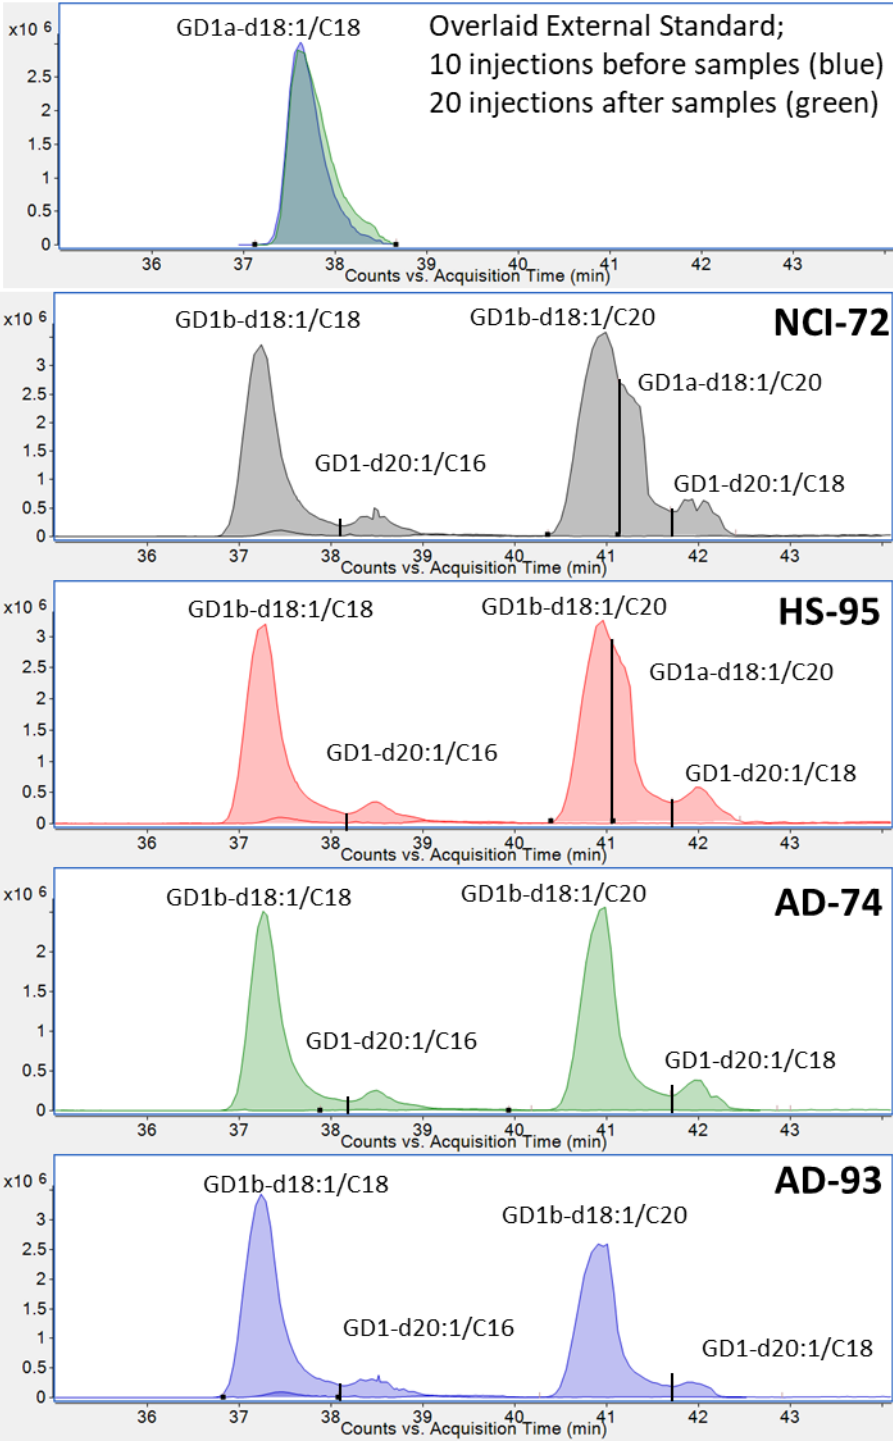 x10 6
GD1a-d18:1/C18
Overlaid External Standard;
10 injections before samples (blue)
20 injections after samples (green)
2.5
2
1.5
1
0.5
0
36 37 38 39 40 41 42 43
Counts vs. Acquisition Time (min)
x10 6
GD1b-d18:1/C18
GD1b-d18:1/C20
NCI-72
GD1a-d18:1/C20
GD1-d20:1/C16
GD1-d20:1/C18
3
2.5
2
1.5
1
0.5
0
36 37 38 39 40 41 42 43
Counts vs. Acquisition Time (min)
x10 6
GD1b-d18:1/C18
GD1b-d18:1/C20
HS-95
GD1a-d18:1/C20
GD1-d20:1/C16
GD1-d20:1/C18
3
2.5
2
1.5
1
0.5
0
36 37 38 39 40 41 42 43
Counts vs. Acquisition Time (min)
x10 6
GD1b-d18:1/C18
GD1b-d18:1/C20
AD-74
GD1-d20:1/C16
GD1-d20:1/C18
2
1.5
1
0.5
0
36 37 38 39 40 41 42 43
Counts vs. Acquisition Time (min)
x10 6
GD1b-d18:1/C18
AD-93
GD1b-d18:1/C20
GD1-d20:1/C16
GD1-d20:1/C18
3
2.5
2
1.5
1
0.5
0
36 37 38 39 40 41 42 43
Counts vs. Acquisition Time (min)